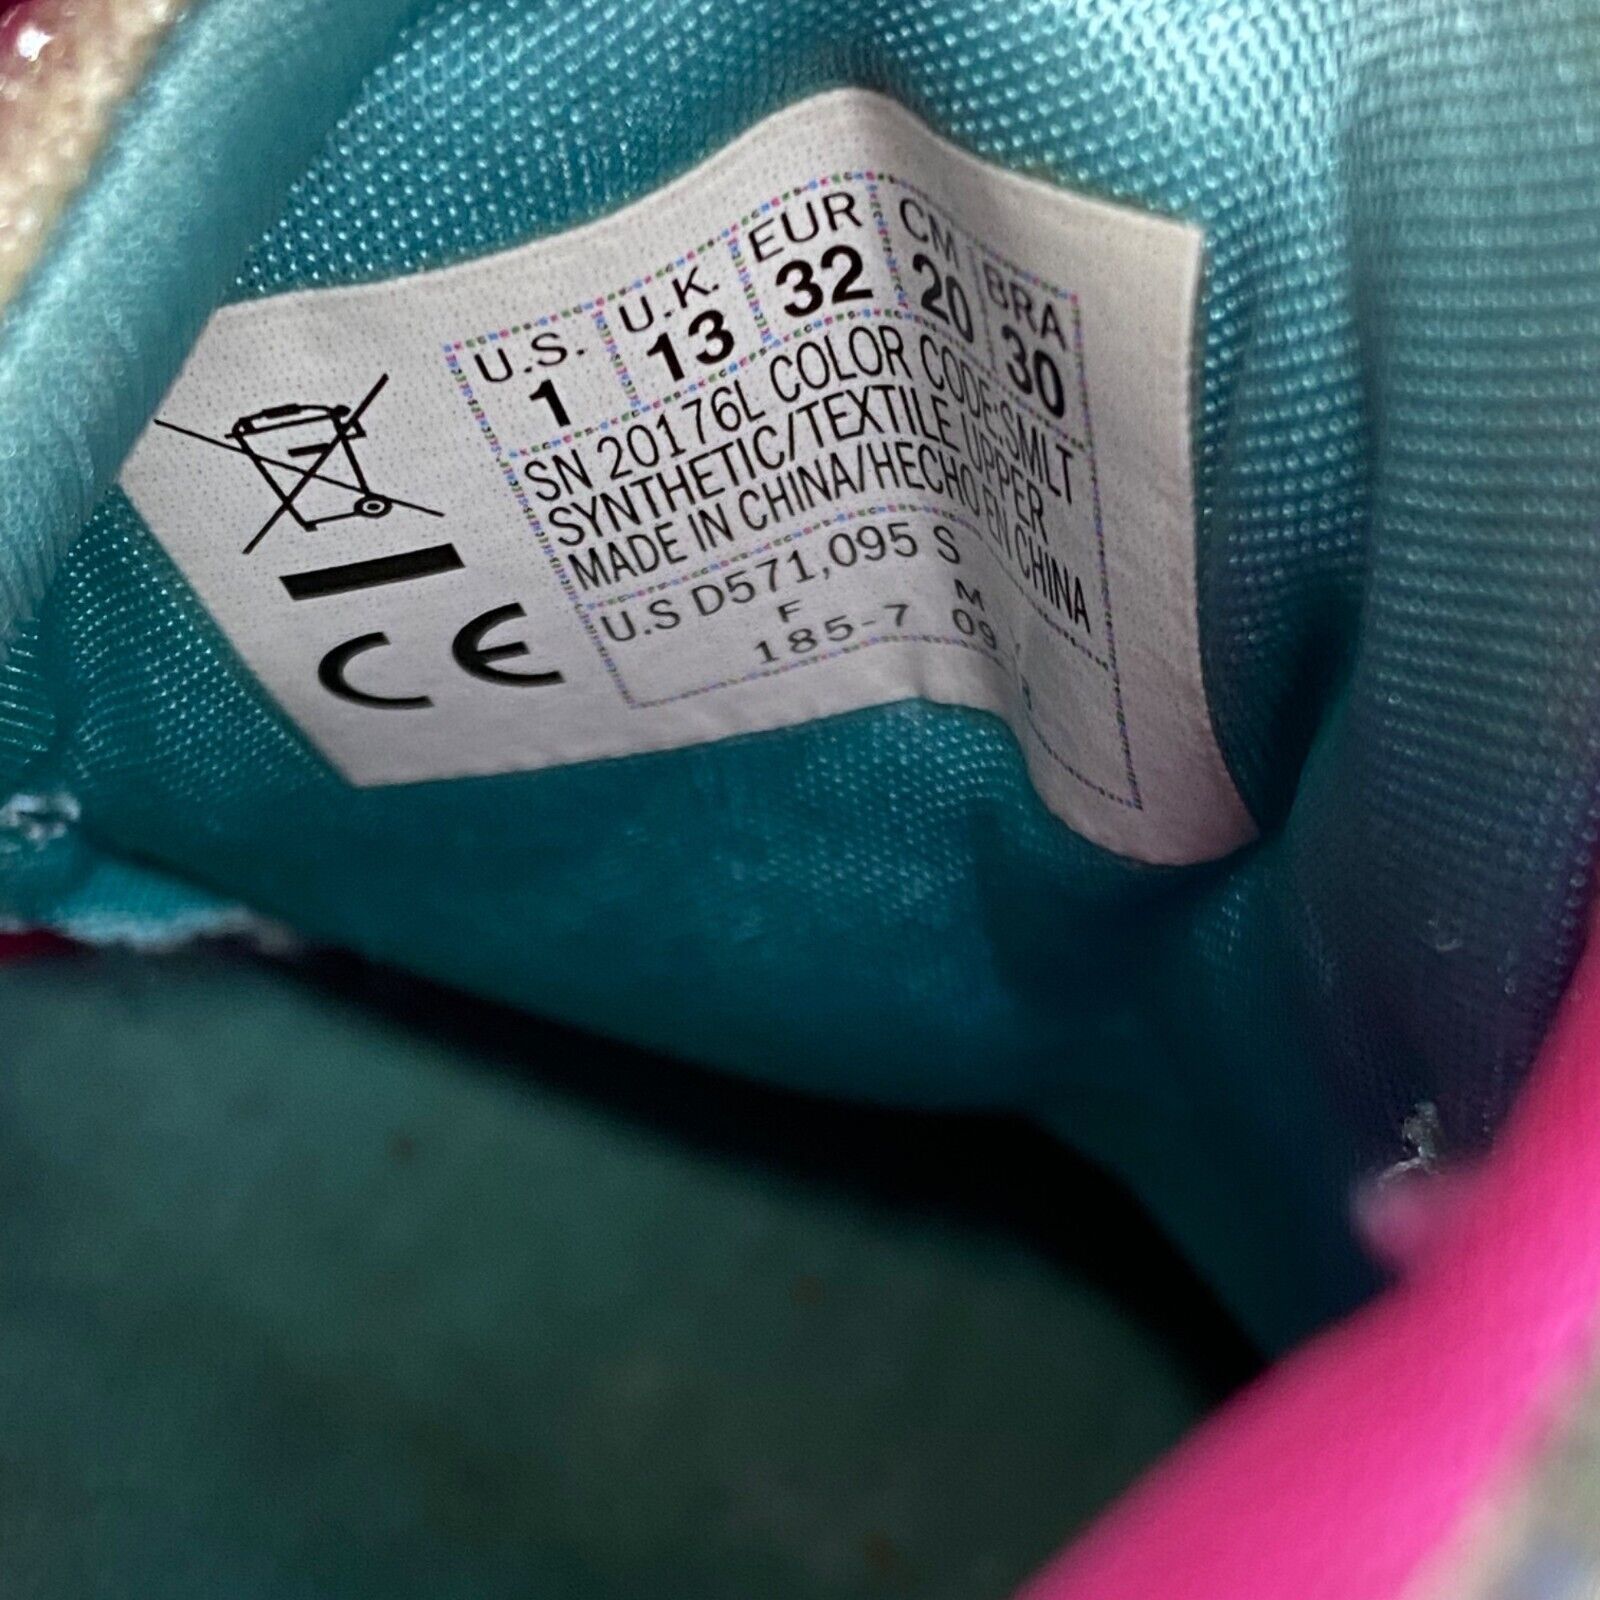 U.S. U.K. EUR CM BRA
1 13 32 20 30
SN 20176L COLOR CODE:SMLT
SYNTHETIC/TEXTILE UPPER
MADE IN CHINA/HECHO EN CHINA
U.S D571,095 S
F M
185-7 09
CE